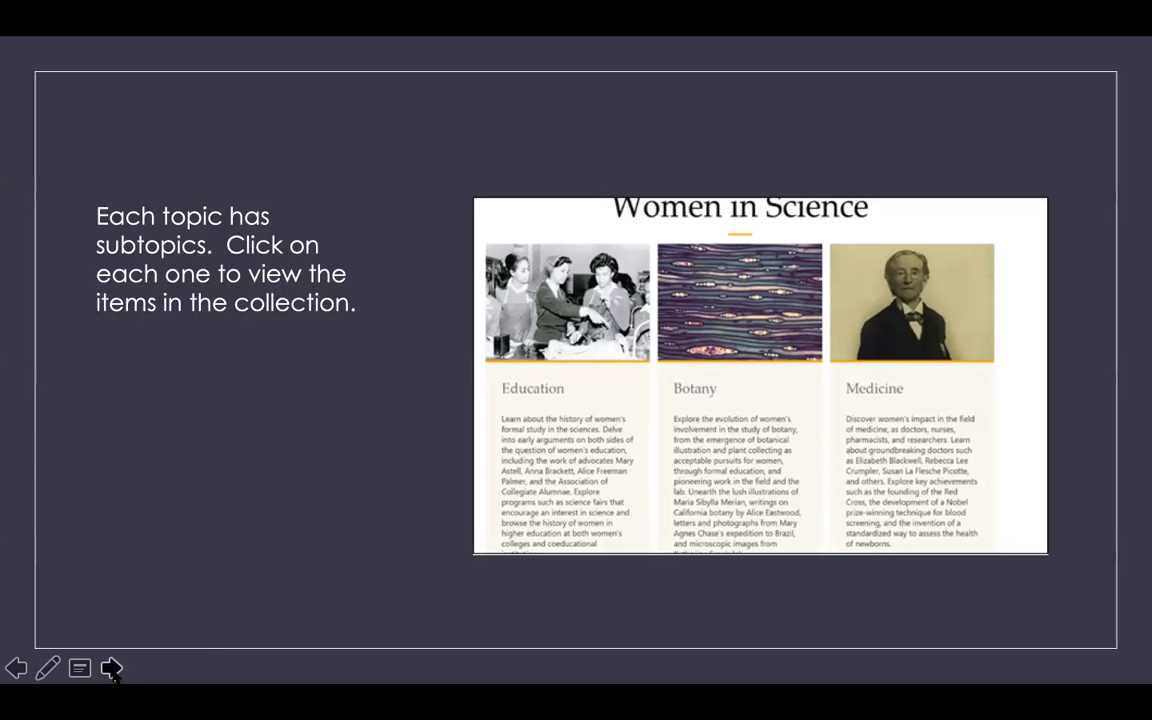 Each topic has
subtopics.  Click on
each one to view the
items in the collection.
Women in Science
Education
Learn about the history of women's
formal study in the sciences. Delve
into early arguments on both sides of
the question of women's education,
including the work of advocates Mary
Astell, Anna Brackett, Alice Freeman
Palmer, and the Association of
Collegiate Alumnae. Explore
programs such as science fairs that
encourage an interest in science and
browse the history of women in
higher education at both women's
colleges and coeducational
Botany
Explore the evolution of women's
involvement in the study of botany,
from the emergence of botanical
illustration and plant collecting as
acceptable pursuits for women,
through formal education, and
pioneering work in the field and the
lab. Unearth the lush illustrations of
Maria Sibylla Merian, writings on
California botany by Alice Eastwood,
letters and photographs from Mary
Agnes Chase's expedition to Brazil,
and microscopic images from
Medicine
Discover women's impact in the field
of medicine, as doctors, nurses,
pharmacists, and researchers. Learn
about groundbreaking doctors such
as Elizabeth Blackwell, Rebecca Lee
Crumpler, Susan La Flesche Picotte,
and others. Explore key achievements
such as the founding of the Red
Cross, the development of a Nobel
prize-winning technique for blood
screening, and the invention of a
standardized way to assess the health
of newborns.